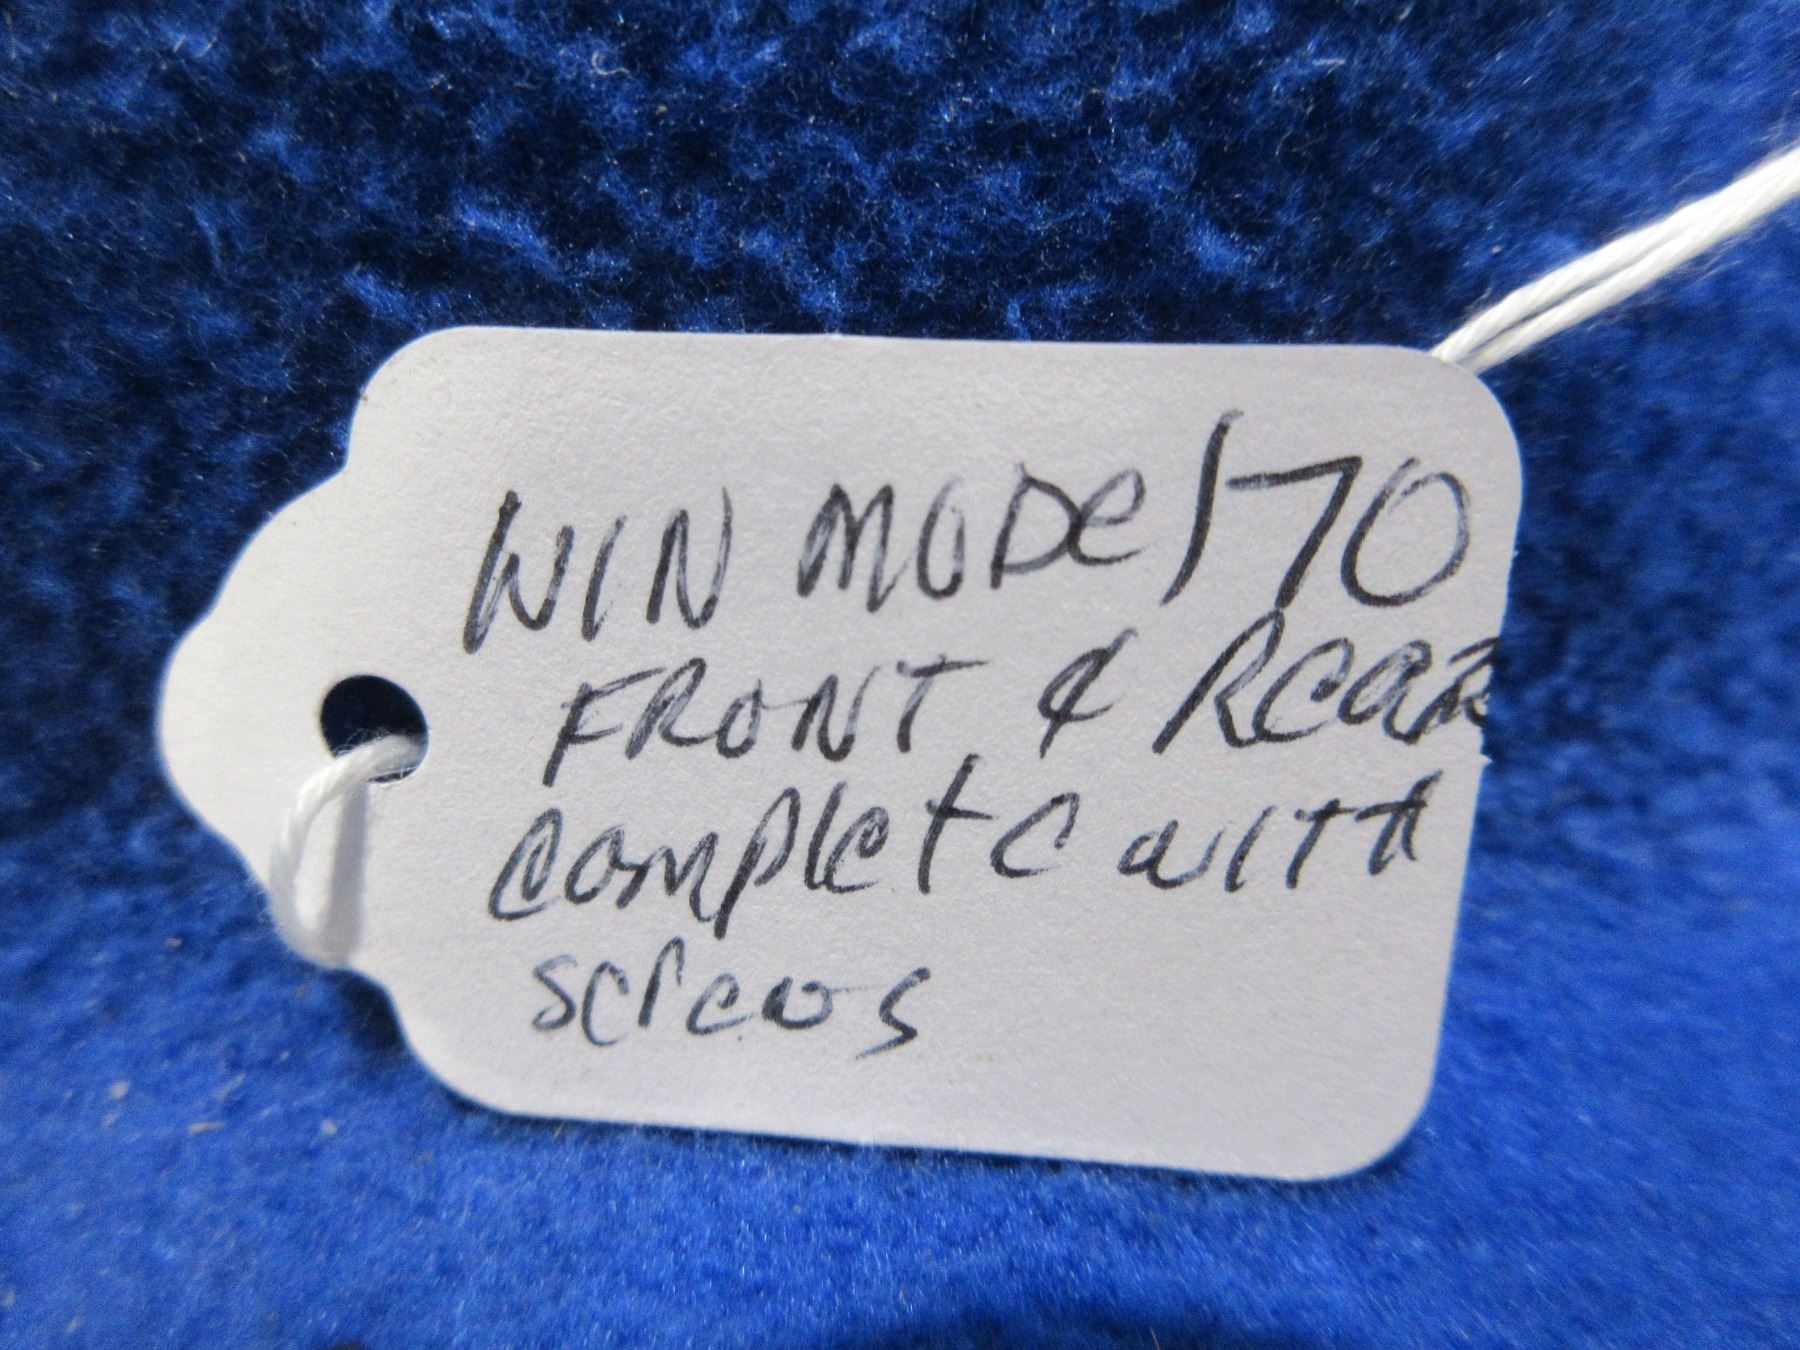 WIN MODel 70
FRONT & ReaR
complete with
screws